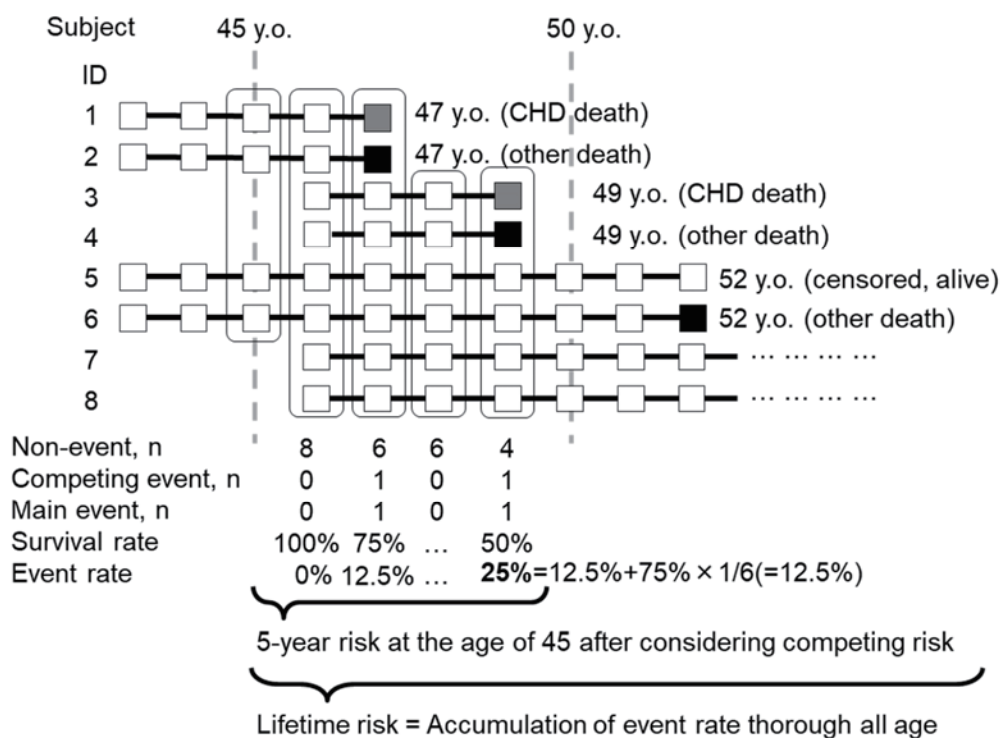 Subject 45 y.o. 50 y.o.
ID
1 47 y.o. (CHD death)
2 47 y.o. (other death)
3 49 y.o. (CHD death)
4 49 y.o. (other death)
5 52 y.o. (censored, alive)
6 52 y.o. (other death)
7 ... ... ... ...
8 ... ... ... ...
Non-event, n 8 6 6 4
Competing event, n 0 1 0 1
Main event, n 0 1 0 1
Survival rate 100% 75% ... 50%
Event rate 0% 12.5% ... 25%=12.5%+75% × 1/6(=12.5%)
5-year risk at the age of 45 after considering competing risk
Lifetime risk = Accumulation of event rate thorough all age